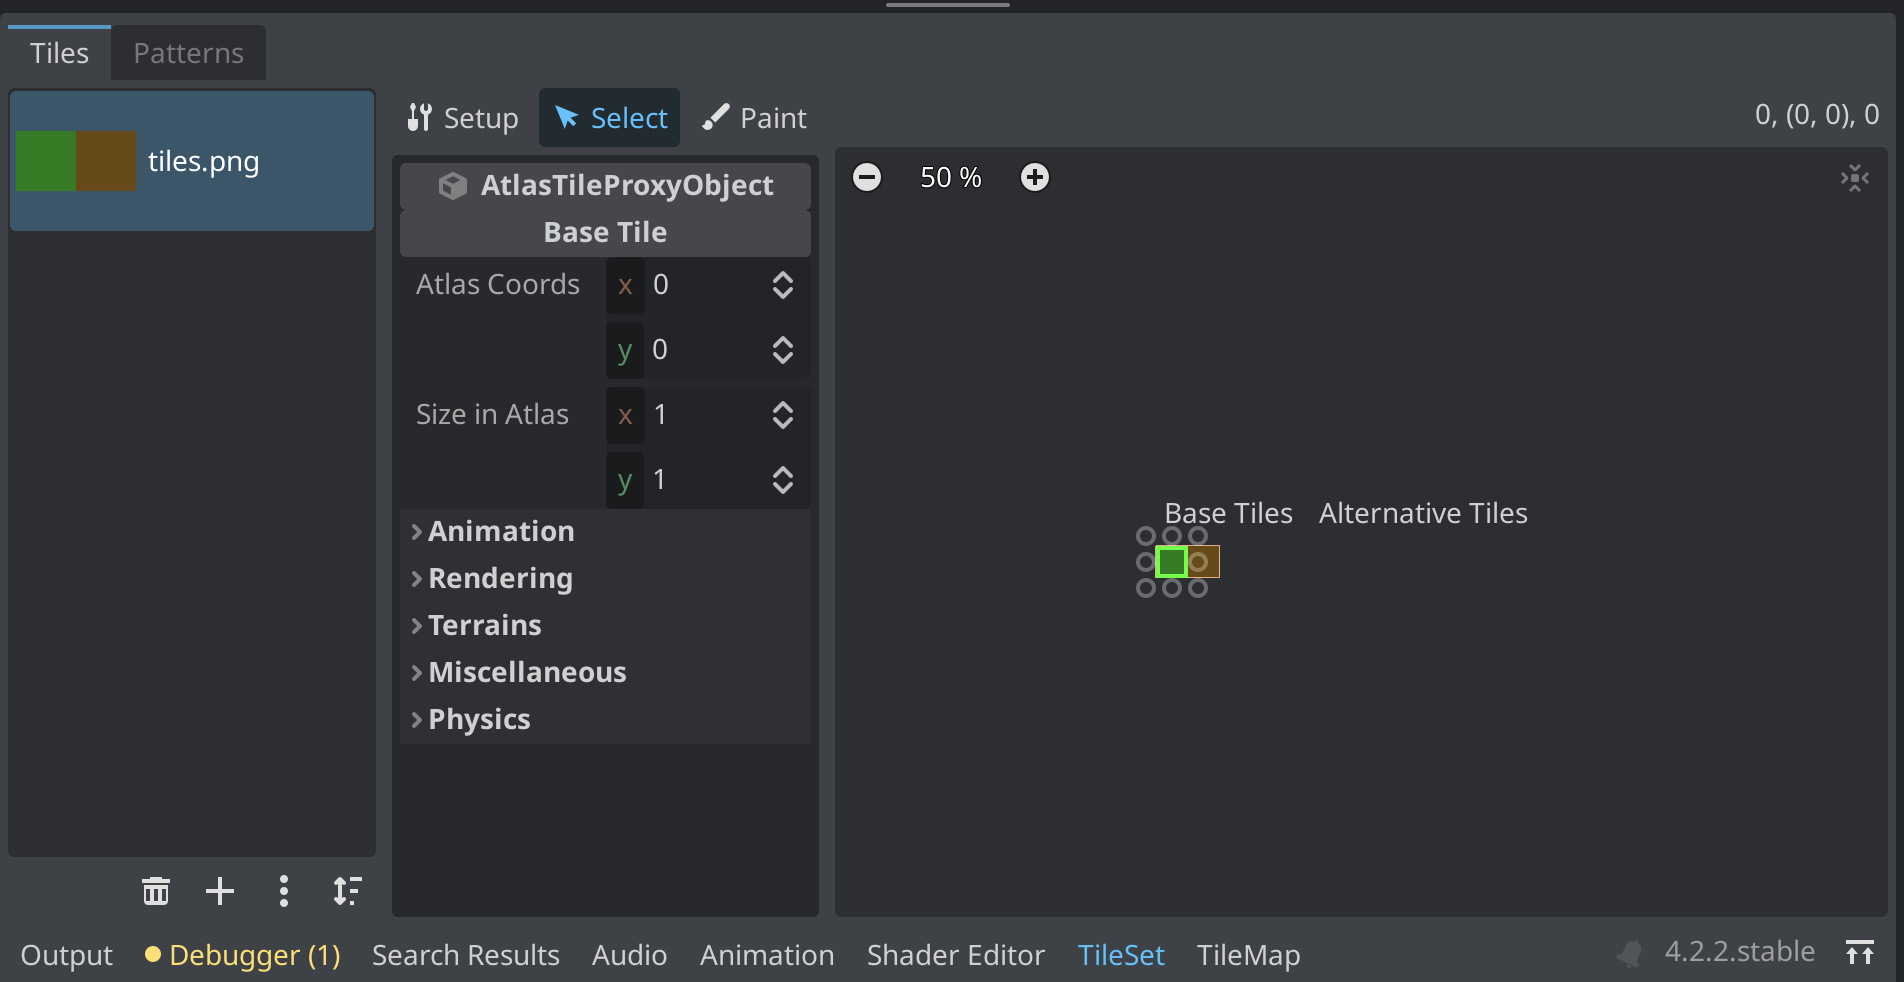 Tiles Patterns
tiles.png
Setup Select Paint
0, (0, 0), 0
AtlasTileProxyObject
Base Tile
Atlas Coords x 0
y 0
Size in Atlas x 1
y 1
Animation
Rendering
Terrains
Miscellaneous
Physics
50 %
Base Tiles Alternative Tiles
Output Debugger (1) Search Results Audio Animation Shader Editor TileSet TileMap 4.2.2.stable